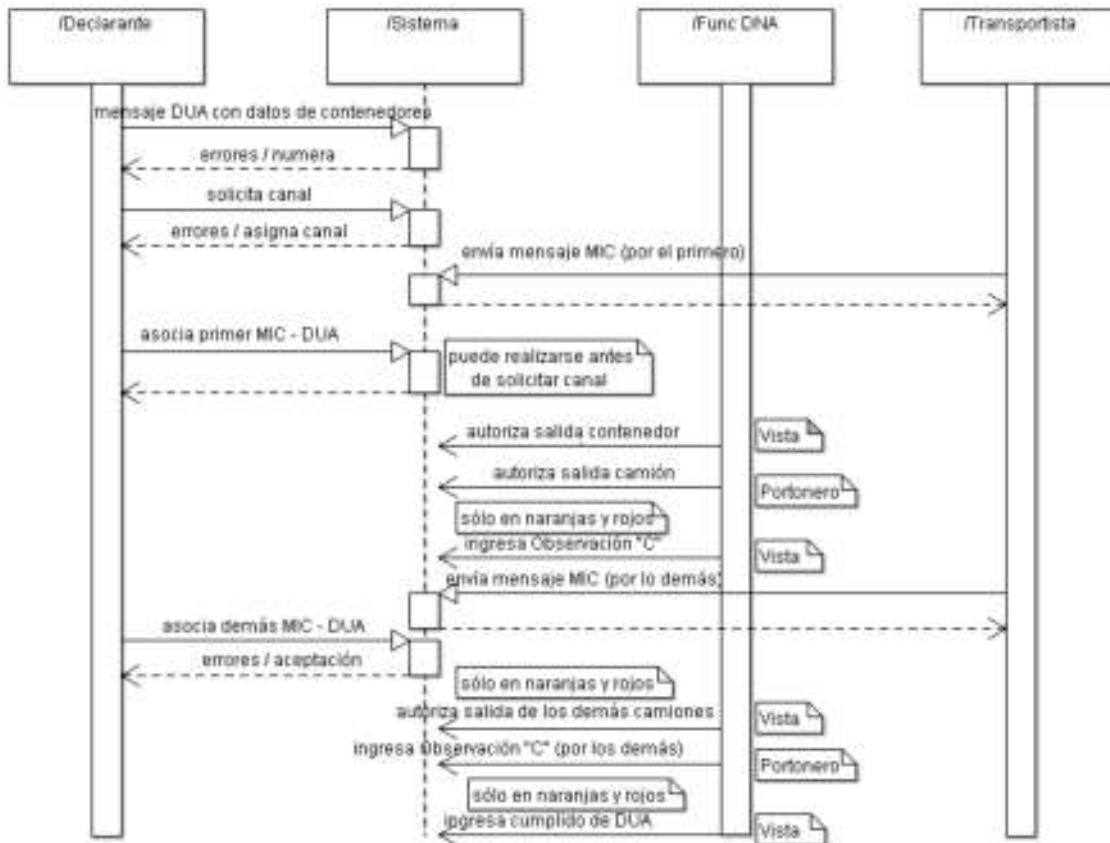 /Declarante
/Sistema
/Func DNA
/Transportista
mensaje DUA con datos de contenedores
errores / numera
solicita canal
errores / asigna canal
envía mensaje MIC (por el primero)
asocia primer MIC - DUA
puede realizarse antes
de solicitar canal
autoriza salida contenedor
Vista
autoriza salida camión
Portonero
sólo en naranjas y rojos
ingresa Observación "C"
Vista
envía mensaje MIC (por lo demás)
asocia demás MIC - DUA
errores / aceptación
sólo en naranjas y rojos
autoriza salida de los demás camiones
Vista
ingresa Observación "C" (por los demás)
Portonero
sólo en naranjas y rojos
ingresa cumplido de DUA
Vista